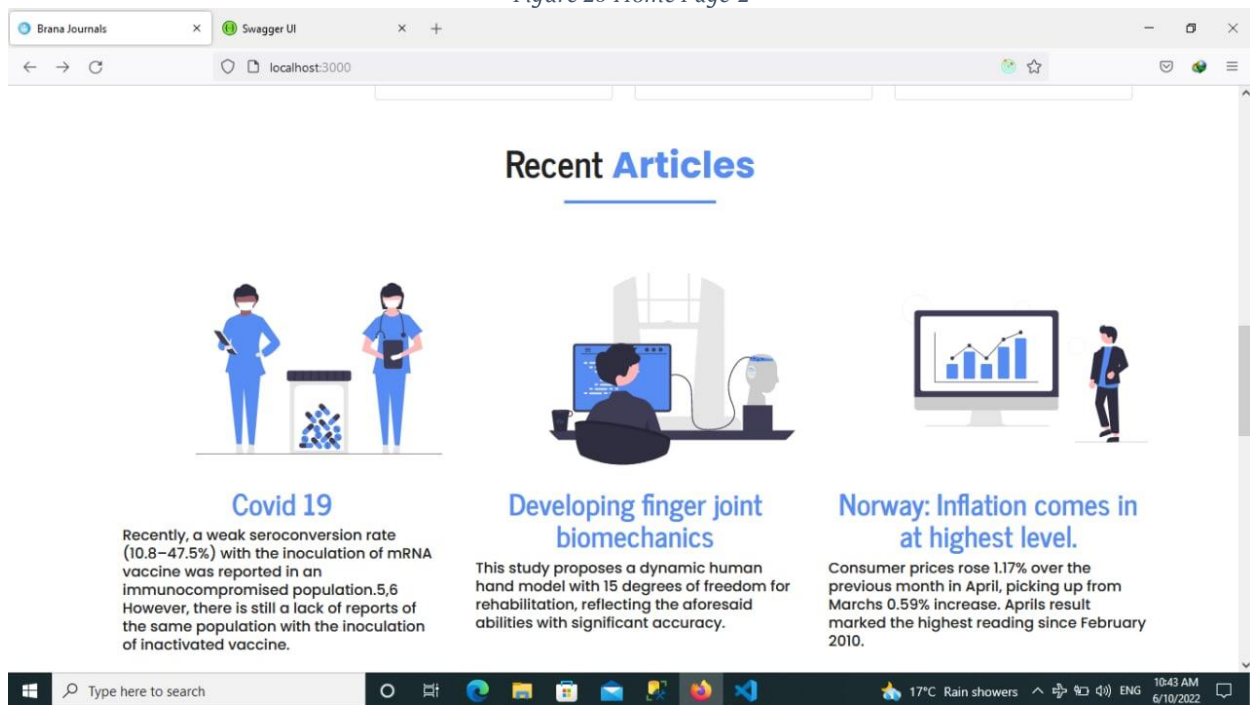 Figure 28 Home Page-2
Brana Journals
Swagger UI
localhost:3000
Recent Articles
Covid 19
Recently, a weak seroconversion rate
(10.8–47.5%) with the inoculation of mRNA
vaccine was reported in an
immunocompromised population.5,6
However, there is still a lack of reports of
the same population with the inoculation
of inactivated vaccine.
Developing finger joint
biomechanics
This study proposes a dynamic human
hand model with 15 degrees of freedom for
rehabilitation, reflecting the aforesaid
abilities with significant accuracy.
Norway: Inflation comes in
at highest level.
Consumer prices rose 1.17% over the
previous month in April, picking up from
Marchs 0.59% increase. Aprils result
marked the highest reading since February
2010.
Type here to search
17°C Rain showers
ENG
10:43 AM
6/10/2022